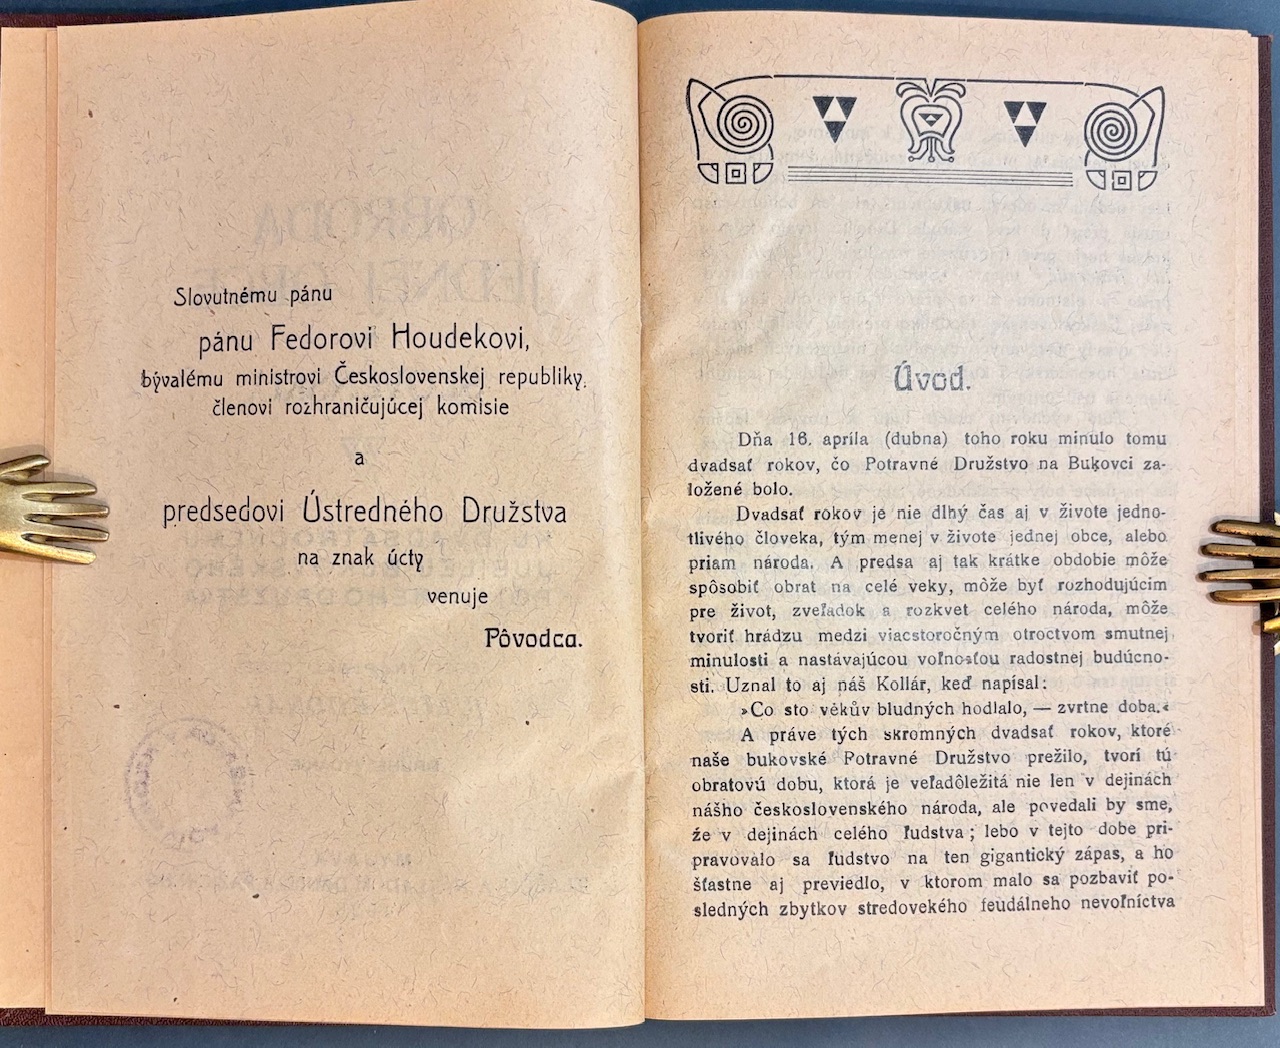 Slovutnému pánu
pánu Fedorovi Houdekovi,
bývalému ministrovi Československej republiky,
členovi rozhraničujúcej komisie
a
predsedovi Ústredného Družstva
na znak úcty
venuje
Pôvodca.
Úvod.
Dňa 16. apríla (dubna) toho roku minulo tomu
dvadsať rokov, čo Potravné Družstvo na Bukovci za-
ložené bolo.
Dvadsať rokov je nie dlhý čas aj v živote jedno-
tlivého človeka, tým menej v živote jednej obce, alebo
priam národa. A predsa aj tak krátke obdobie môže
spôsobiť obrat na celé veky, môže byť rozhodujúcim
pre život, zveľadok a rozkvet celého národa, môže
tvoriť hrádzu medzi viacstoročným otroctvom smutnej
minulosti a nastávajúcou voľnosťou radostnej budúcno-
sti. Uznal to aj náš Kollár, keď napísal:
»Co sto věkův bludných hodlalo, — zvrtne doba.«
A práve tých skromných dvadsať rokov, ktoré
naše bukovské Potravné Družstvo prežilo, tvorí tú
obratovú dobu, ktorá je veľadôležitá nie len v dejinách
nášho československého národa, ale povedali by sme,
že v dejinách celého ľudstva; lebo v tejto dobe pri-
pravovalo sa ľudstvo na ten gigantický zápas, a ho
šťastne aj previedlo, v ktorom malo sa pozbaviť po-
sledných zbytkov stredovekého feudálneho nevoľníctva